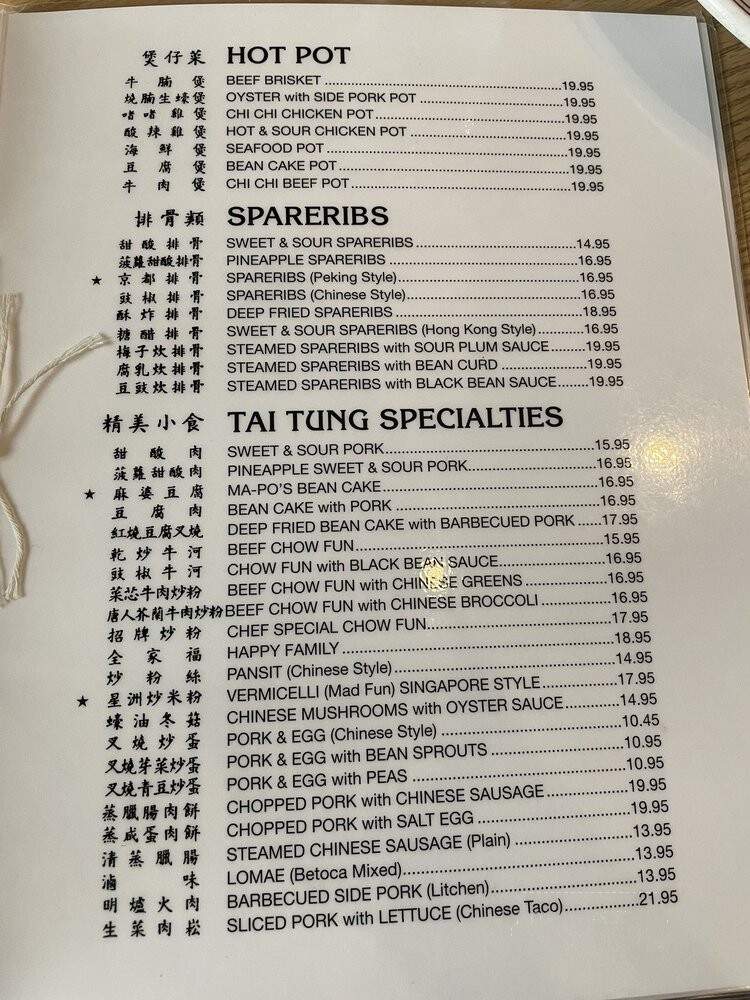 煲仔菜 HOT POT
牛腩煲 BEEF BRISKET 19.95
燒腩生蠔煲 OYSTER with SIDE PORK POT 19.95
啫啫雞煲 CHI CHI CHICKEN POT 19.95
酸辣雞煲 HOT & SOUR CHICKEN POT 19.95
海鮮煲 SEAFOOD POT 19.95
豆腐煲 BEAN CAKE POT 19.95
牛肉煲 CHI CHI BEEF POT 19.95
排骨類 SPARERIBS
甜酸排骨 SWEET & SOUR SPARERIBS 14.95
菠蘿甜酸排骨 PINEAPPLE SPARERIBS 16.95
★ 京都排骨 SPARERIBS (Peking Style) 16.95
豉椒排骨 SPARERIBS (Chinese Style) 16.95
酥炸排骨 DEEP FRIED SPARERIBS 18.95
糖醋排骨 SWEET & SOUR SPARERIBS (Hong Kong Style) 16.95
梅子炊排骨 STEAMED SPARERIBS with SOUR PLUM SAUCE 19.95
腐乳炊排骨 STEAMED SPARERIBS with BEAN CURD 19.95
豆豉炊排骨 STEAMED SPARERIBS with BLACK BEAN SAUCE 19.95
精美小食 TAI TUNG SPECIALTIES
甜酸肉 SWEET & SOUR PORK 15.95
菠蘿甜酸肉 PINEAPPLE SWEET & SOUR PORK 16.95
★ 麻婆豆腐 MA-PO'S BEAN CAKE 16.95
豆腐肉 BEAN CAKE with PORK 16.95
紅燒豆腐叉燒 DEEP FRIED BEAN CAKE with BARBECUED PORK 17.95
乾炒牛河 BEEF CHOW FUN 15.95
豉椒牛河 CHOW FUN with BLACK BEAN SAUCE 16.95
菜芯牛肉炒粉 BEEF CHOW FUN with CHINESE GREENS 16.95
唐人芥蘭牛肉炒粉 BEEF CHOW FUN with CHINESE BROCCOLI 16.95
招牌炒粉 CHEF SPECIAL CHOW FUN 17.95
全家福 HAPPY FAMILY 18.95
炒粉絲 PANSIT (Chinese Style) 14.95
★ 星洲炒米粉 VERMICELLI (Mad Fun) SINGAPORE STYLE 17.95
蠔油冬菇 CHINESE MUSHROOMS with OYSTER SAUCE 14.95
叉燒炒蛋 PORK & EGG (Chinese Style) 10.45
叉燒芽菜炒蛋 PORK & EGG with BEAN SPROUTS 10.95
叉燒青豆炒蛋 PORK & EGG with PEAS 10.95
蒸臘腸肉餅 CHOPPED PORK with CHINESE SAUSAGE 19.95
蒸咸蛋肉餅 CHOPPED PORK with SALT EGG 19.95
清蒸臘腸 STEAMED CHINESE SAUSAGE (Plain) 13.95
滷味 LOMAE (Betoca Mixed) 13.95
明爐火肉 BARBECUED SIDE PORK (Litchen) 13.95
生菜肉崧 SLICED PORK with LETTUCE (Chinese Taco) 21.95